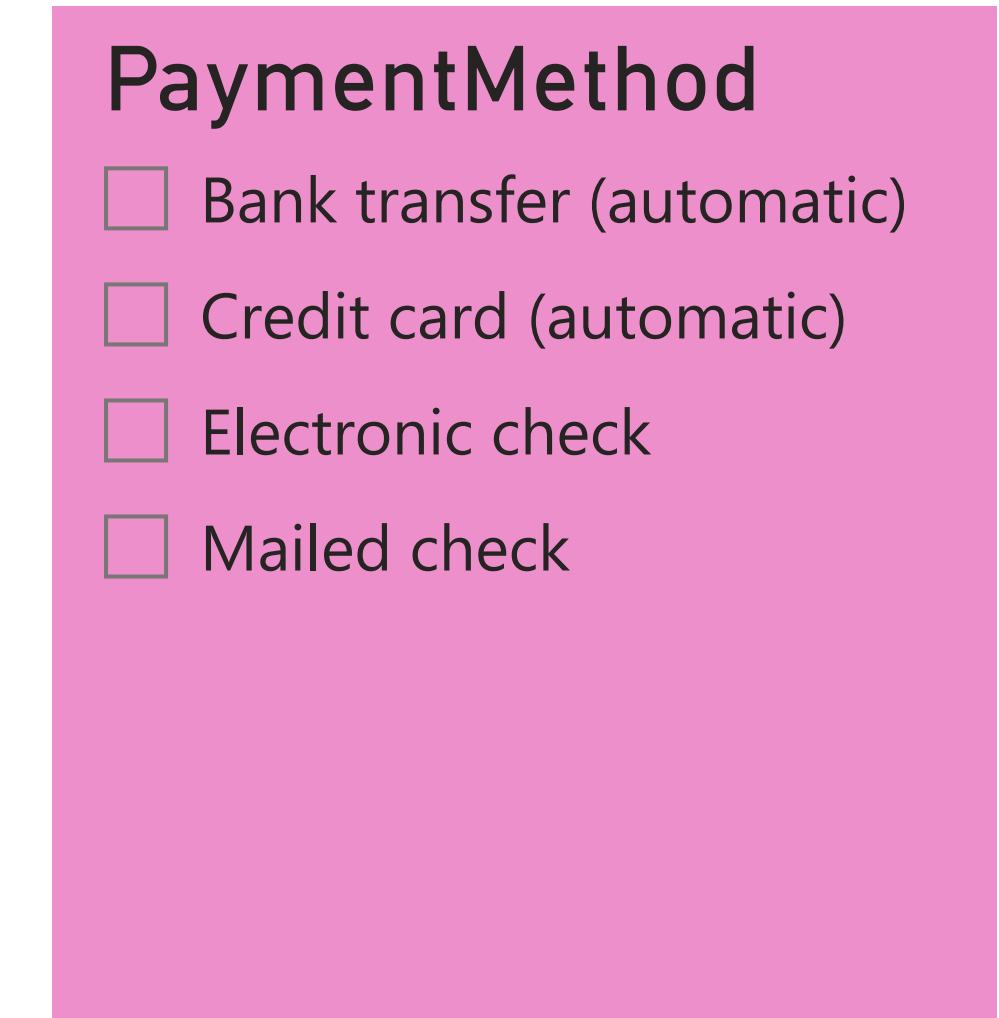 PaymentMethod
Bank transfer (automatic)
Credit card (automatic)
Electronic check
Mailed check